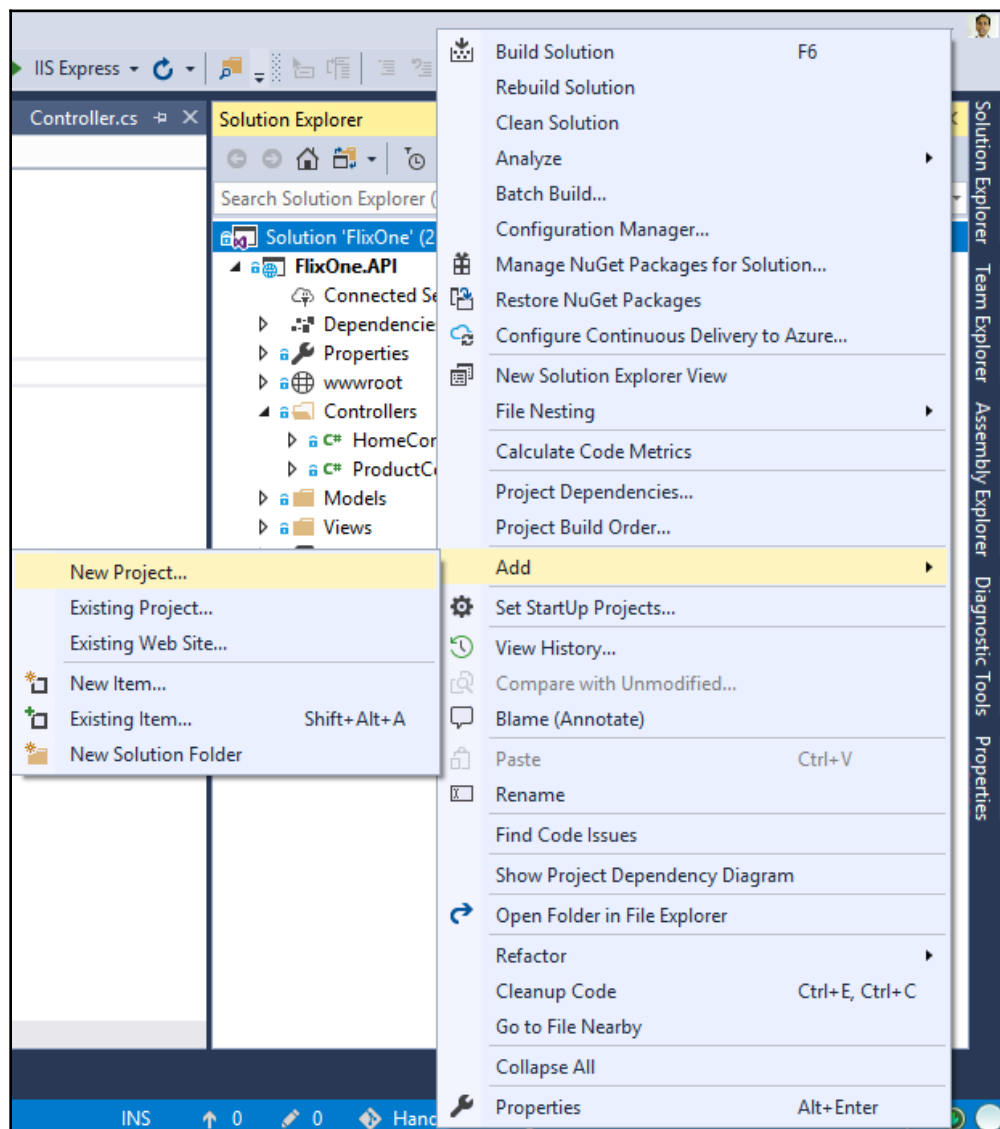 IIS Express
Controller.cs
Solution Explorer
Search Solution Explorer (
Solution 'FlixOne' (2
FlixOne.API
Connected Se
Dependencie
Properties
wwwroot
Controllers
C# HomeCor
C# ProductC
Models
Views
Build Solution F6
Rebuild Solution
Clean Solution
Analyze
Batch Build...
Configuration Manager...
Manage NuGet Packages for Solution...
Restore NuGet Packages
Configure Continuous Delivery to Azure...
New Solution Explorer View
File Nesting
Calculate Code Metrics
Project Dependencies...
Project Build Order...
Add
Set StartUp Projects...
View History...
Compare with Unmodified...
Blame (Annotate)
Paste Ctrl+V
Rename
Find Code Issues
Show Project Dependency Diagram
Open Folder in File Explorer
Refactor
Cleanup Code Ctrl+E, Ctrl+C
Go to File Nearby
Collapse All
Properties Alt+Enter
New Project...
Existing Project...
Existing Web Site...
New Item...
Existing Item... Shift+Alt+A
New Solution Folder
Solution Explorer
Team Explorer
Assembly Explorer
Diagnostic Tools
Properties
INS 0 0 Hanc